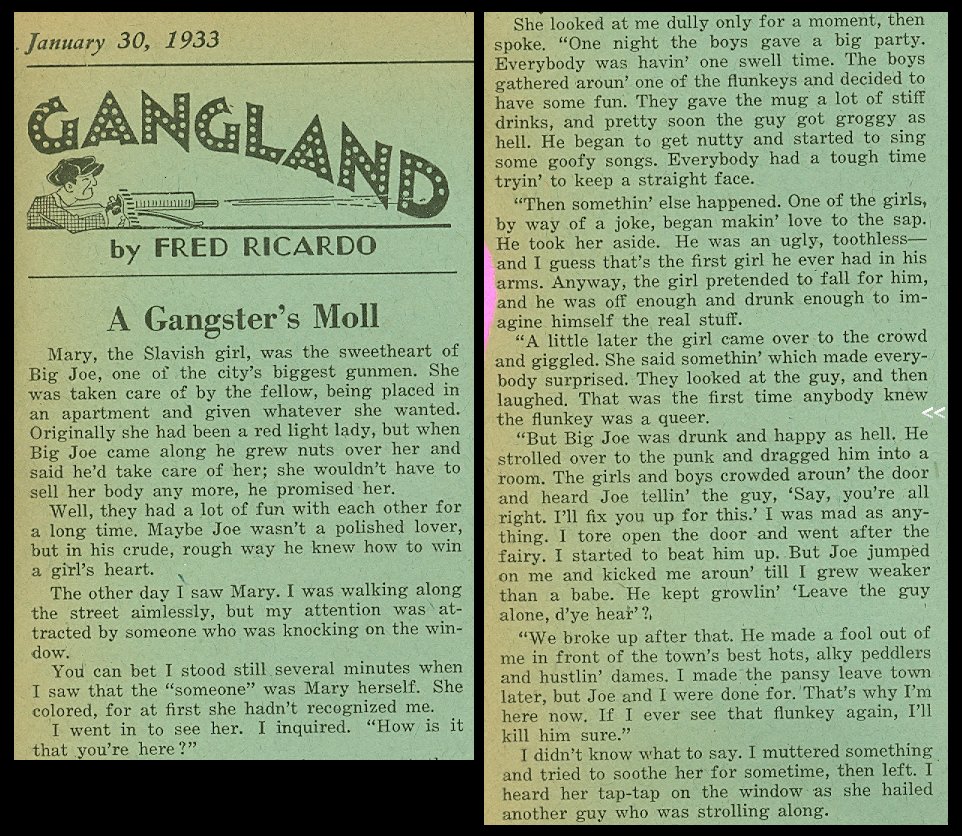 January 30, 1933
GANGLAND
by FRED RICARDO
A Gangster's Moll
Mary, the Slavish girl, was the sweetheart of
Big Joe, one of the city's biggest gunmen. She
was taken care of by the fellow, being placed in
an apartment and given whatever she wanted.
Originally she had been a red light lady, but when
Big Joe came along he grew nuts over her and
said he'd take care of her; she wouldn't have to
sell her body any more, he promised her.
Well, they had a lot of fun with each other for
a long time. Maybe Joe wasn't a polished lover,
but in his crude, rough way he knew how to win
a girl's heart.
The other day I saw Mary. I was walking along
the street aimlessly, but my attention was at-
tracted by someone who was knocking on the win-
dow.
You can bet I stood still several minutes when
I saw that the "someone" was Mary herself. She
colored, for at first she hadn't recognized me.
I went in to see her. I inquired. "How is it
that you're here?"
She looked at me dully only for a moment, then
spoke. "One night the boys gave a big party.
Everybody was havin' one swell time. The boys
gathered aroun' one of the flunkeys and decided to
have some fun. They gave the mug a lot of stiff
drinks, and pretty soon the guy got groggy as
hell. He began to get nutty and started to sing
some goofy songs. Everybody had a tough time
tryin' to keep a straight face.
"Then somethin' else happened. One of the girls,
by way of a joke, began makin' love to the sap.
He took her aside. He was an ugly, toothless—
and I guess that's the first girl he ever had in his
arms. Anyway, the girl pretended to fall for him,
and he was off enough and drunk enough to im-
agine himself the real stuff.
"A little later the girl came over to the crowd
and giggled. She said somethin' which made every-
body surprised. They looked at the guy, and then
laughed. That was the first time anybody knew
the flunkey was a queer.
<<
"But Big Joe was drunk and happy as hell. He
strolled over to the punk and dragged him into a
room. The girls and boys crowded aroun' the door
and heard Joe tellin' the guy, 'Say, you're all
right. I'll fix you up for this.' I was mad as any-
thing. I tore open the door and went after the
fairy. I started to beat him up. But Joe jumped
on me and kicked me aroun' till I grew weaker
than a babe. He kept growlin' 'Leave the guy
alone, d'ye hear'?,
"We broke up after that. He made a fool out of
me in front of the town's best hots, alky peddlers
and hustlin' dames. I made the pansy leave town
later, but Joe and I were done for. That's why I'm
here now. If I ever see that flunkey again, I'll
kill him sure."
I didn't know what to say. I muttered something
and tried to soothe her for sometime, then left. I
heard her tap-tap on the window as she hailed
another guy who was strolling along.